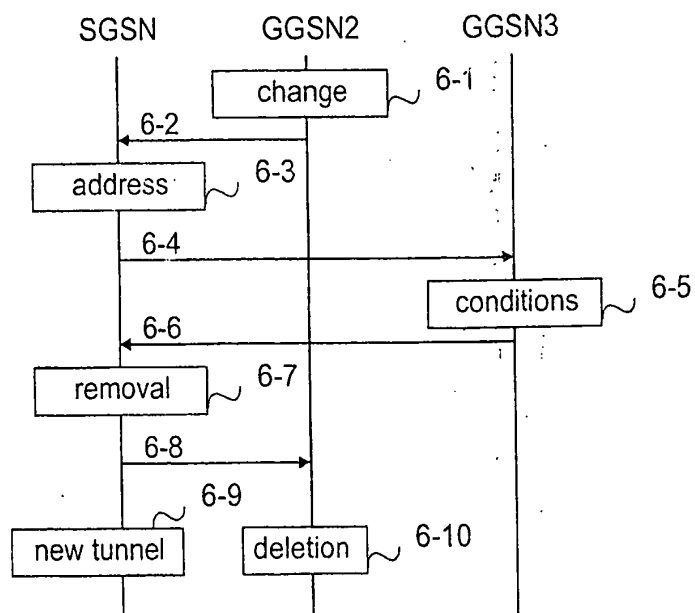 SGSN GGSN2 GGSN3
change 6-1
6-2
address 6-3
6-4
conditions 6-5
6-6
removal 6-7
6-8
6-9
new tunnel deletion 6-10